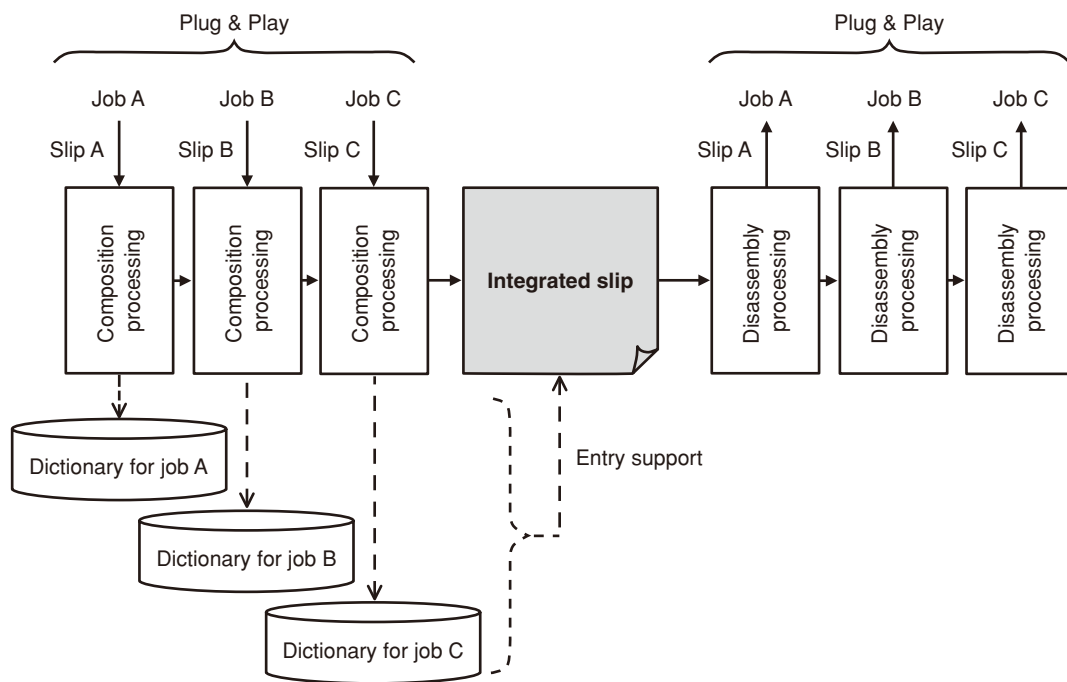 Plug & Play
Plug & Play
Job A
Job B
Job C
Job A
Job B
Job C
Slip A
Slip B
Slip C
Slip A
Slip B
Slip C
Composition
processing
Composition
processing
Composition
processing
Integrated slip
Disassembly
processing
Disassembly
processing
Disassembly
processing
Dictionary for job A
Entry support
Dictionary for job B
Dictionary for job C